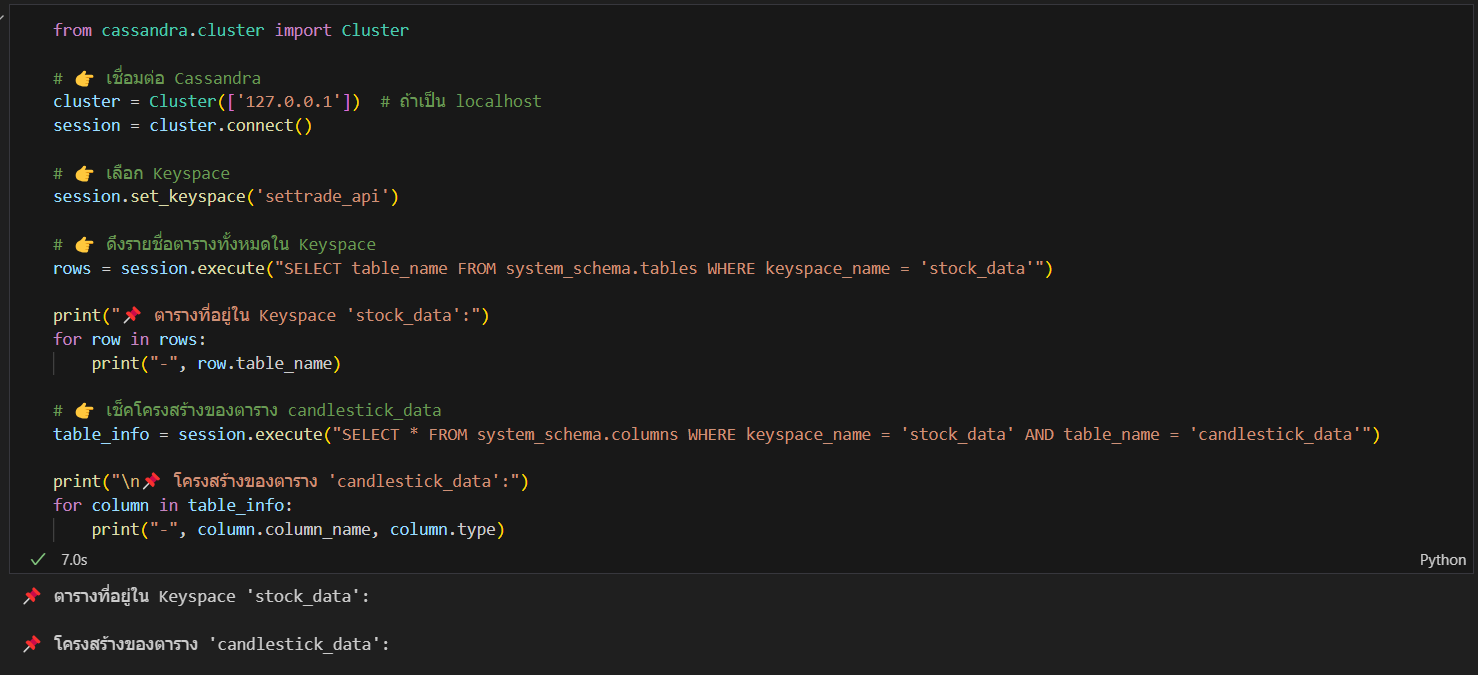 from cassandra.cluster import Cluster
# 👉 เชื่อมต่อ Cassandra
cluster = Cluster(['127.0.0.1'])  # ถ้าเป็น localhost
session = cluster.connect()
# 👉 เลือก Keyspace
session.set_keyspace('settrade_api')
# 👉 ดึงรายชื่อตารางทั้งหมดใน Keyspace
rows = session.execute("SELECT table_name FROM system_schema.tables WHERE keyspace_name = 'stock_data'")
print("📌 ตารางที่อยู่ใน Keyspace 'stock_data':")
for row in rows:
    print("-", row.table_name)
# 👉 เช็คโครงสร้างของตาราง candlestick_data
table_info = session.execute("SELECT * FROM system_schema.columns WHERE keyspace_name = 'stock_data' AND table_name = 'candlestick_data'")
print("\n📌 โครงสร้างของตาราง 'candlestick_data':")
for column in table_info:
    print("-", column.column_name, column.type)
7.0s Python
📌 ตารางที่อยู่ใน Keyspace 'stock_data':
📌 โครงสร้างของตาราง 'candlestick_data':